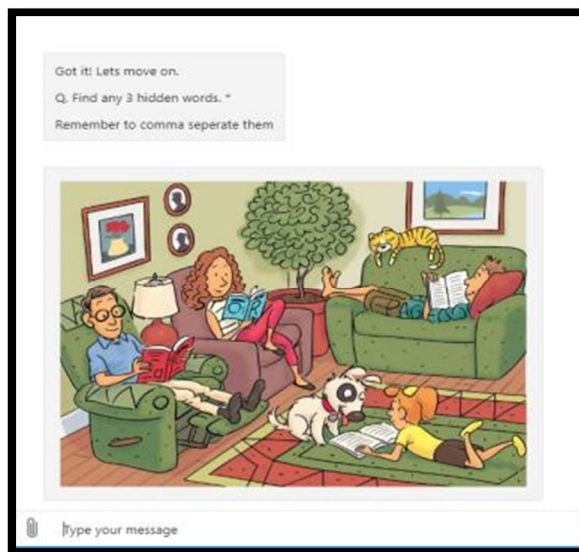 Got it! Lets move on.
Q. Find any 3 hidden words. *
Remember to comma seperate them
Type your message